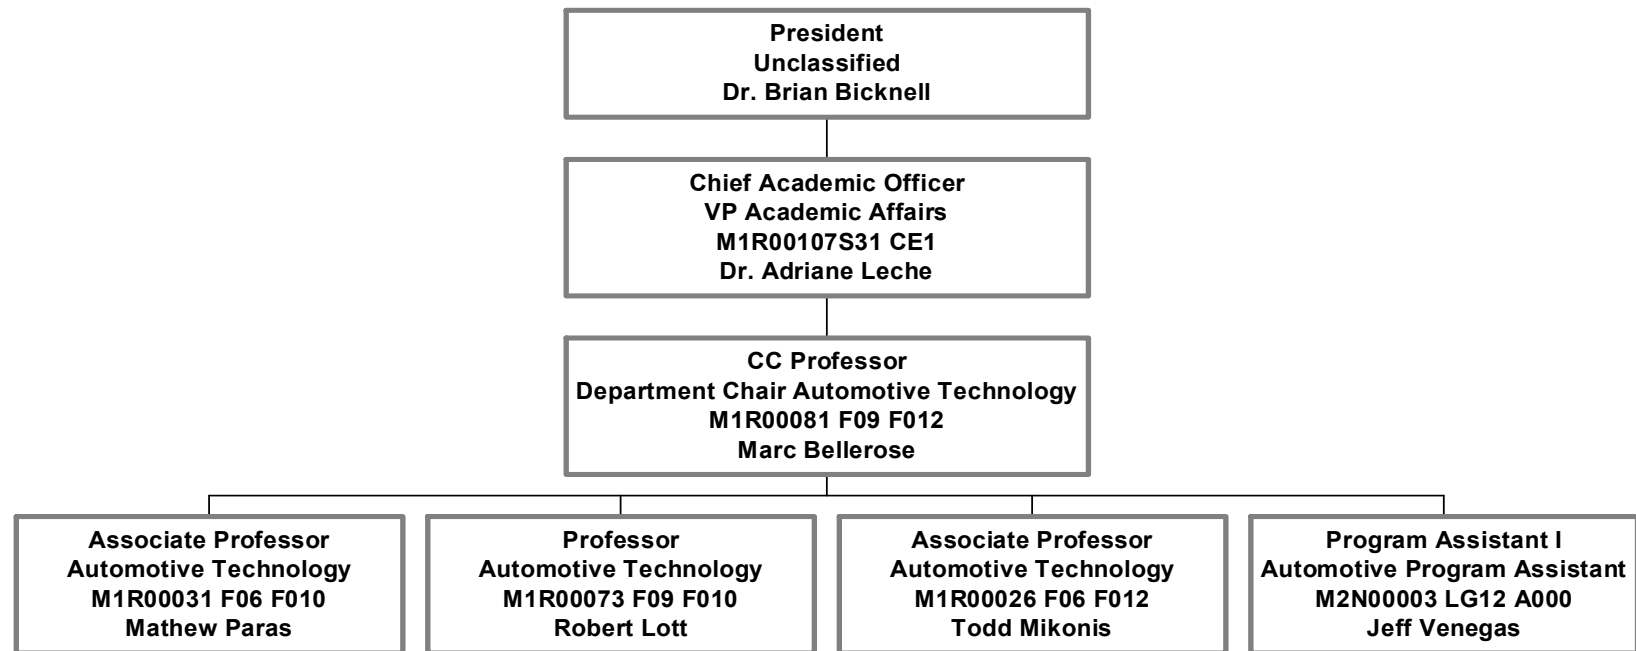 President
Unclassified
Dr. Brian Bicknell
Chief Academic Officer
VP Academic Affairs
M1R00107S31 CE1
Dr. Adriane Leche
CC Professor
Department Chair Automotive Technology
M1R00081 F09 F012
Marc Bellerose
Associate Professor
Automotive Technology
M1R00031 F06 F010
Mathew Paras
Professor
Automotive Technology
M1R00073 F09 F010
Robert Lott
Associate Professor
Automotive Technology
M1R00026 F06 F012
Todd Mikonis
Program Assistant I
Automotive Program Assistant
M2N00003 LG12 A000
Jeff Venegas